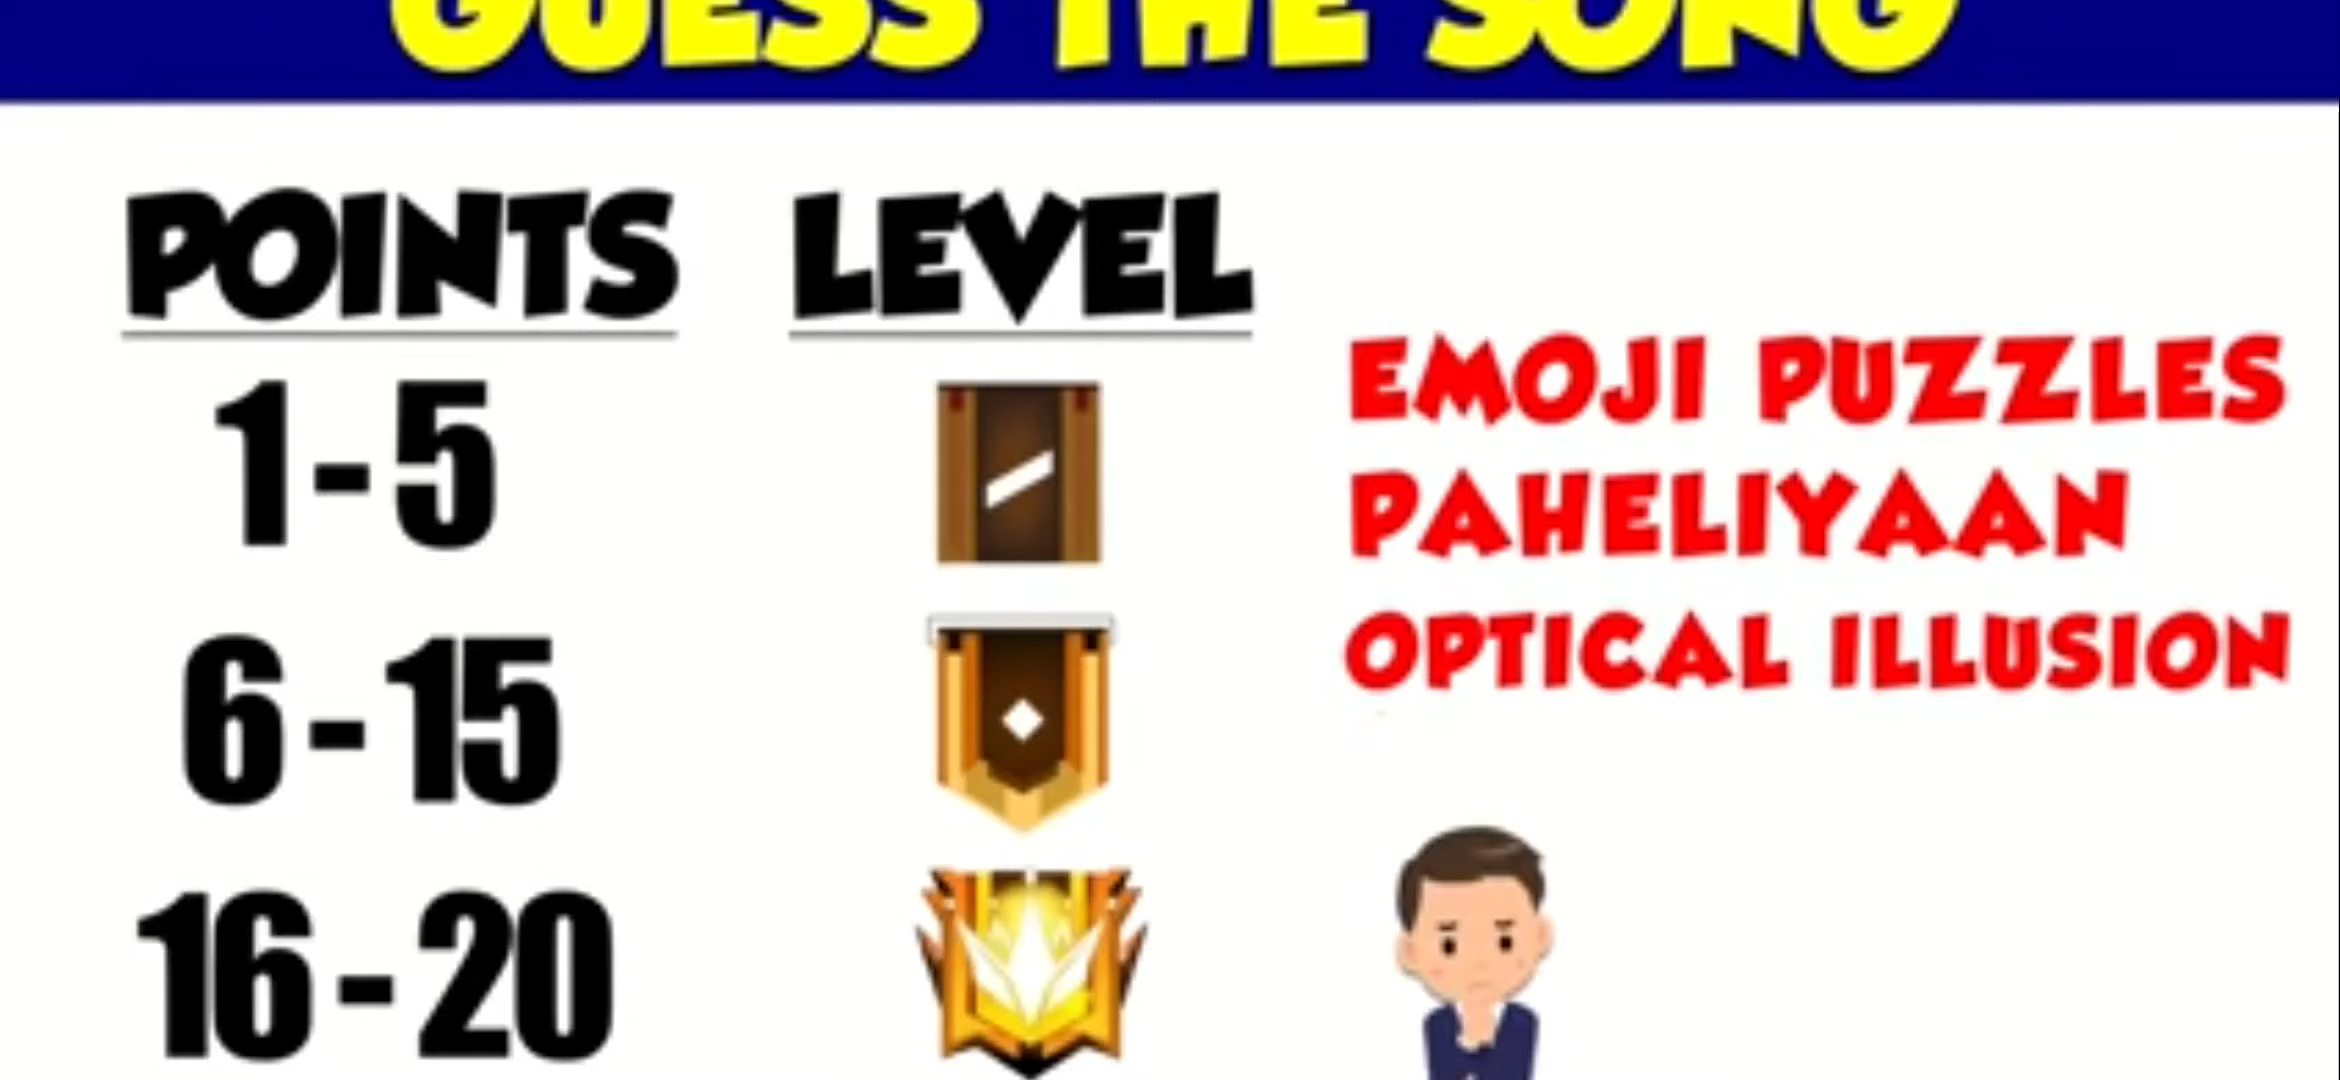 GUESS THE SONG
POINTS LEVEL
1 - 5
6 - 15
16 - 20
EMOJI PUZZLES
PAHELIYAAN
OPTICAL ILLUSION